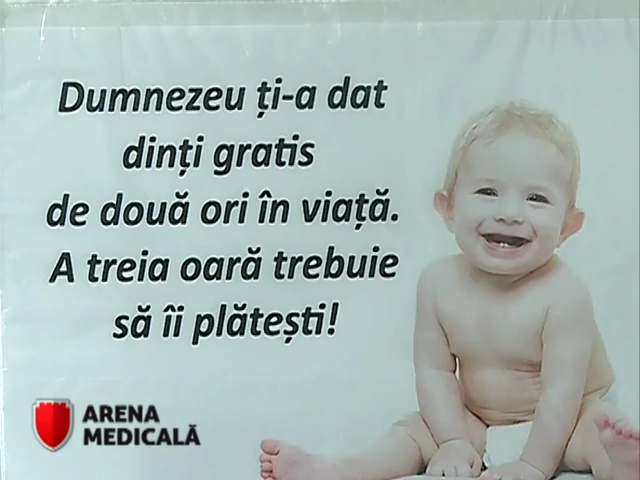 Dumnezeu ți-a dat
dinți gratis
de două ori în viață.
A treia oară trebuie
să îi plătești!
ARENA
MEDICALĂ